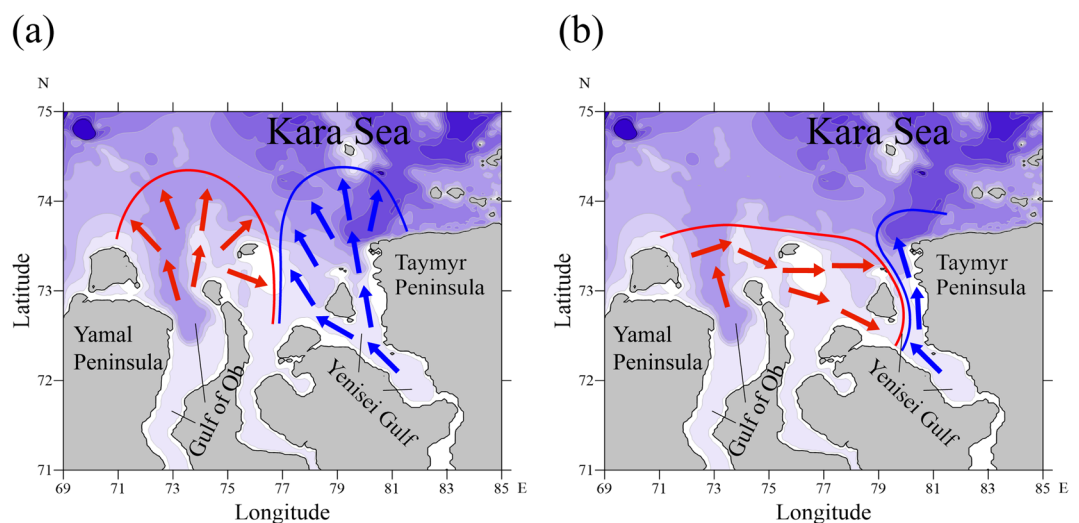 (a)
N
75
74
73
72
71
Latitude
69 71 73 75 77 79 81 83 85 E
Longitude
Kara Sea
Taymyr
Peninsula
Yamal
Peninsula
Gulf of Ob
Yenisei Gulf
(b)
N
75
74
73
72
71
Latitude
69 71 73 75 77 79 81 83 85 E
Longitude
Kara Sea
Taymyr
Peninsula
Yamal
Peninsula
Gulf of Ob
Yenisei Gulf